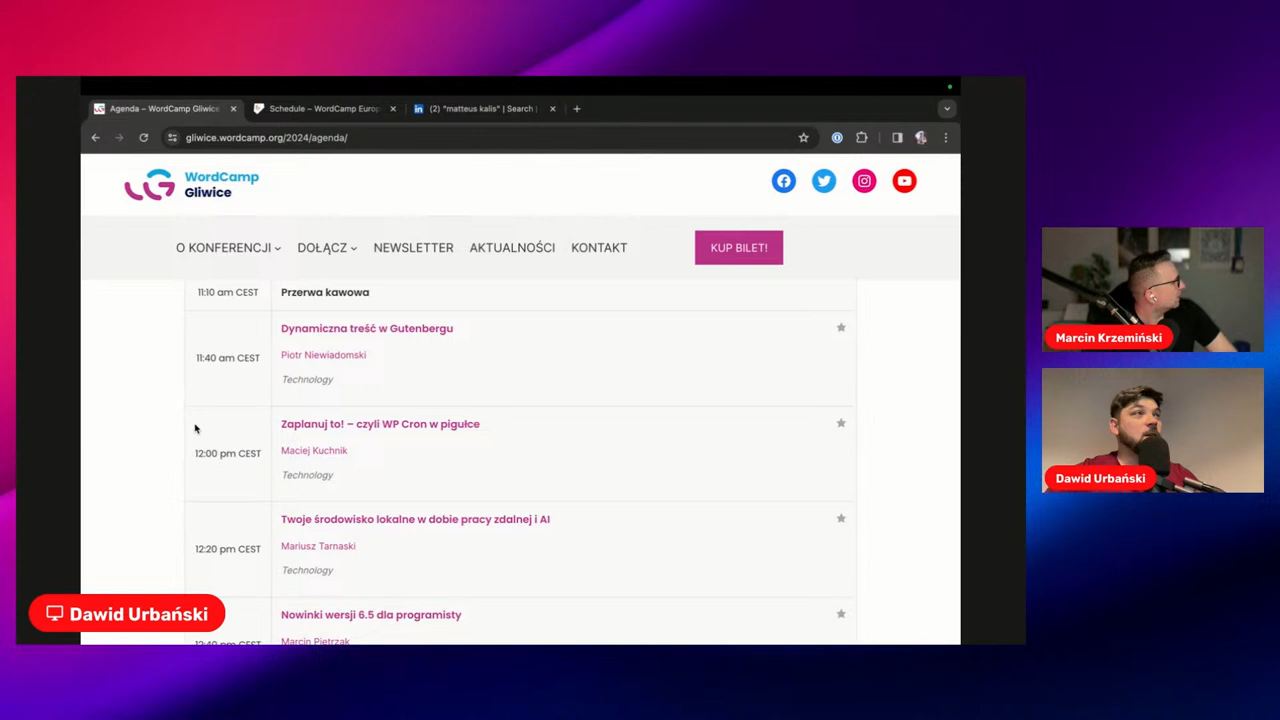 Agenda – WordCamp Gliwice
Schedule – WordCamp Europ
(2) "matteus kalis" | Search |
gliwice.wordcamp.org/2024/agenda/
WordCamp
Gliwice
O KONFERENCJI
DOŁĄCZ
NEWSLETTER
AKTUALNOŚCI
KONTAKT
KUP BILET!
11:10 am CEST
Przerwa kawowa
11:40 am CEST
Dynamiczna treść w Gutenbergu
Piotr Niewiadomski
Technology
12:00 pm CEST
Zaplanuj to! – czyli WP Cron w pigułce
Maciej Kuchnik
Technology
12:20 pm CEST
Twoje środowisko lokalne w dobie pracy zdalnej i AI
Mariusz Tarnaski
Technology
12:40 pm CEST
Nowinki wersji 6.5 dla programisty
Marcin Pietrzak
Dawid Urbański
Marcin Krzemiński
Dawid Urbański